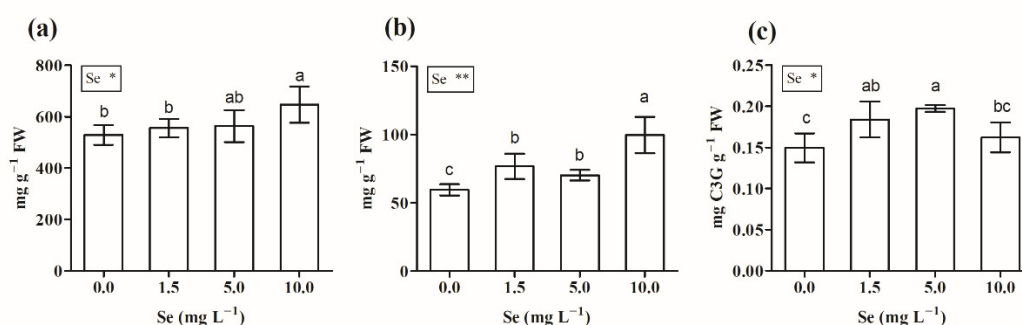 (a)
Se *
mg g⁻¹ FW
800
600
400
200
0
b
b
ab
a
0.0 1.5 5.0 10.0
Se (mg L⁻¹)
(b)
Se **
mg g⁻¹ FW
150
100
50
0
c
b
b
a
0.0 1.5 5.0 10.0
Se (mg L⁻¹)
(c)
Se *
mg C3G g⁻¹ FW
0.25
0.20
0.15
0.10
0.05
0.00
c
ab
a
bc
0.0 1.5 5.0 10.0
Se (mg L⁻¹)